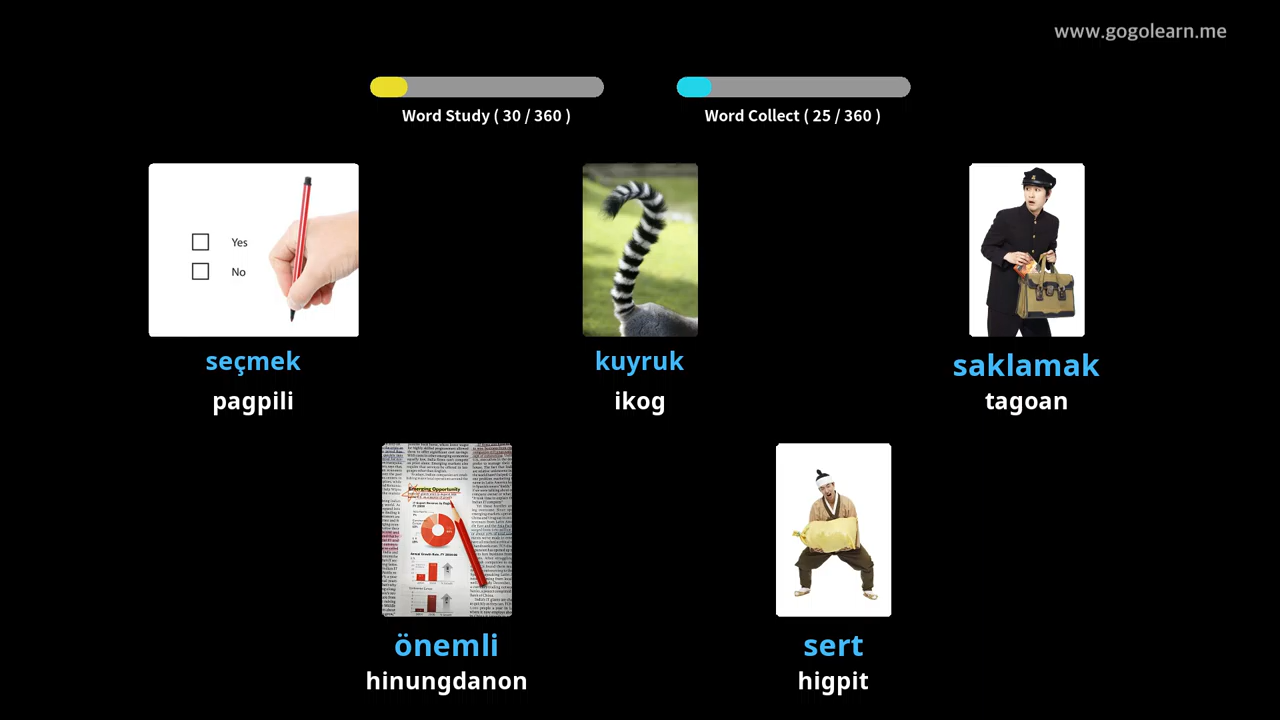 www.gogolearn.me
Word Study ( 30 / 360 )
Word Collect ( 25 / 360 )
Yes
No
seçmek
kuyruk
saklamak
pagpili
ikog
tagoan
Emerging Opportunity
önemli
sert
hinungdanon
higpit